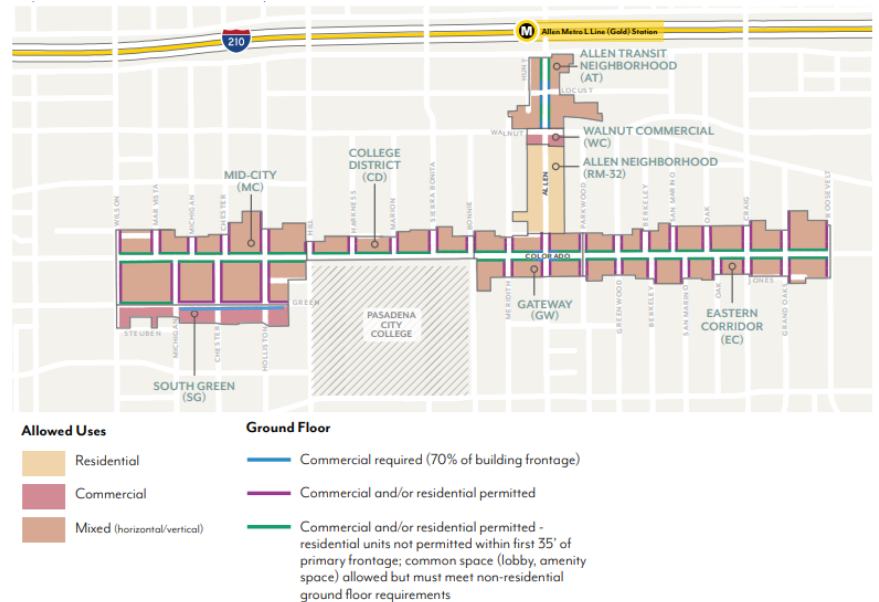 210
M
Allen Metro L Line (Gold) Station
ALLEN TRANSIT
NEIGHBORHOOD
(AT)
HUNT
LOCUST
WALNUT
WALNUT COMMERCIAL
(WC)
ALLEN NEIGHBORHOOD
(RM-32)
ALLEN
COLLEGE
DISTRICT
(CD)
MID-CITY
(MC)
WILSON
MAR VISTA
MICHIGAN
CHESTER
HILL
HARKNESS
MARION
SIERRA BONITA
BONNIE
PARKWOOD
BERKELEY
SAN MARINO
OAK
CRAIG
ROOSEVELT
COLORADO
GREEN
PASADENA
CITY
COLLEGE
MERIDITH
GATEWAY
(GW)
GREENWOOD
BERKELEY
SAN MARINO
OAK
JONES
GRAND OAKS
EASTERN
CORRIDOR
(EC)
STEUBEN
MICHIGAN
CHESTER
HOLLISTON
SOUTH GREEN
(SG)
Allowed Uses
Residential
Commercial
Mixed (horizontal/vertical)
Ground Floor
Commercial required (70% of building frontage)
Commercial and/or residential permitted
Commercial and/or residential permitted -
residential units not permitted within first 35' of
primary frontage; common space (lobby, amenity
space) allowed but must meet non-residential
ground floor requirements